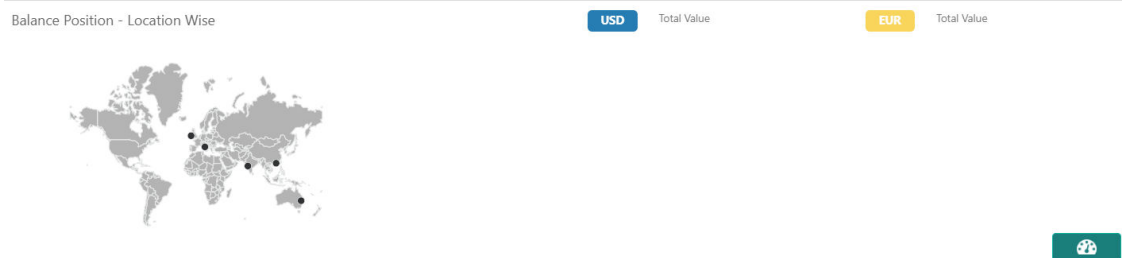 Balance Position - Location Wise
USD Total Value
EUR Total Value